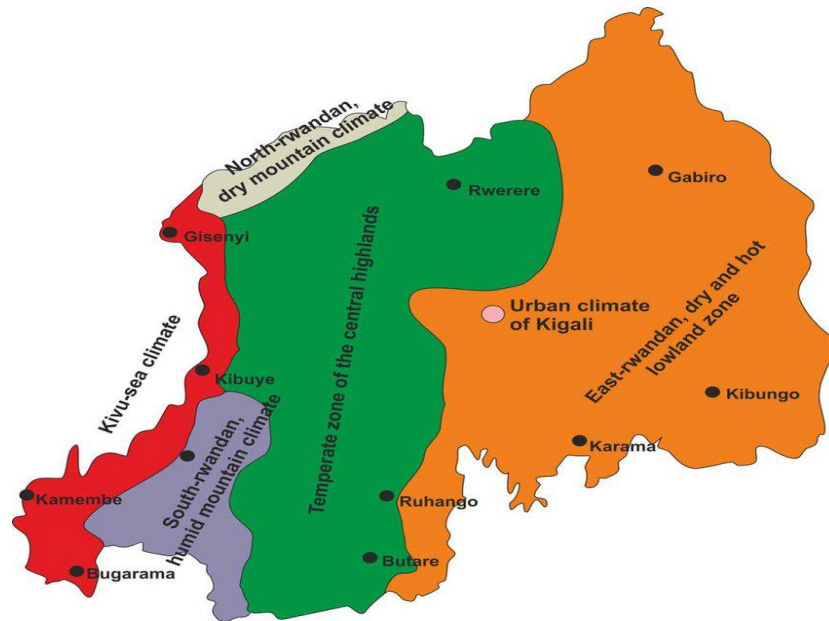 North-rwandan,
dry mountain climate
Rwerere
Gabiro
Gisenyi
Temperate zone of the central highlands
Urban climate
of Kigali
East-rwandan, dry and hot
lowland zone
Kivu-sea climate
Kibuye
Kibungo
South-rwandan,
humid mountain climate
Karama
Kamembe
Ruhango
Butare
Bugarama